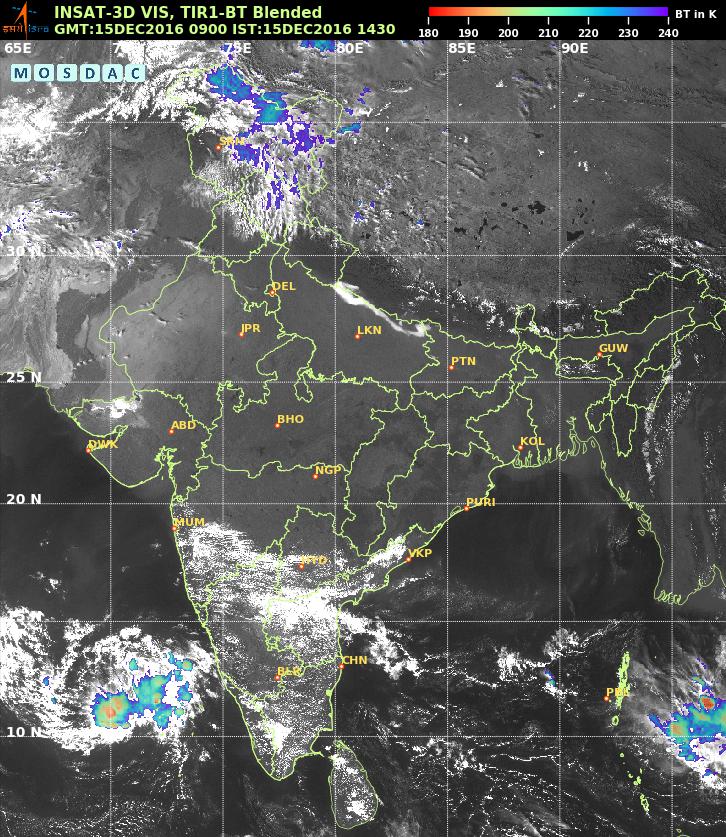 INSAT-3D VIS, TIR1-BT Blended
GMT:15DEC2016 0900 IST:15DEC2016 1430
BT in K
180 190 200 210 220 230 240
65E 75E 80E 85E 90E
MOSDAC
30 N
DEL
JPR
LKN
GUW
PTN
25 N
ABD
BHO
DWK
KOL
NGP
20 N
PURI
MUM
VKP
HYD
CHN
BLR
10 N